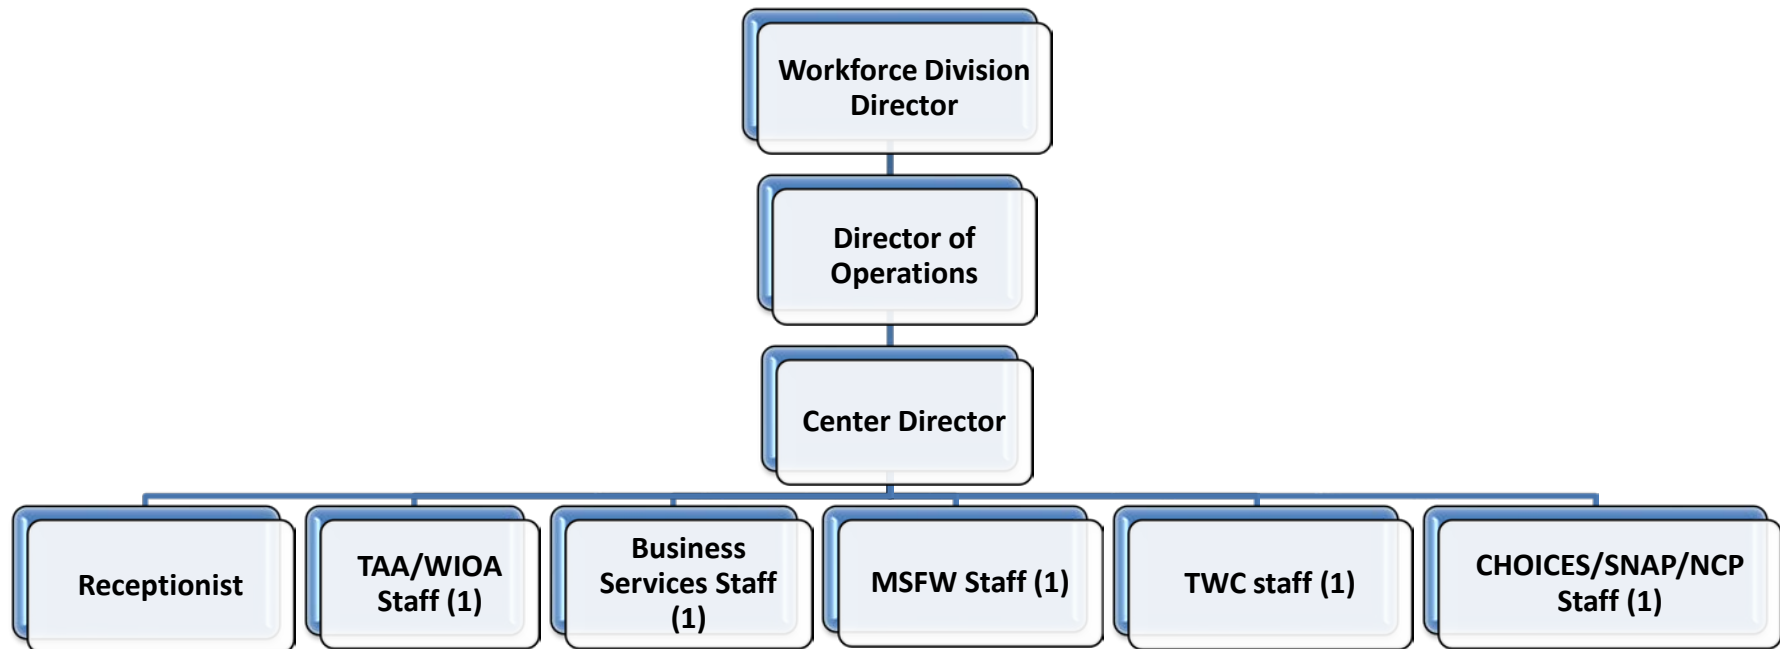 Workforce Division
Director
Director of
Operations
Center Director
Receptionist
TAA/WIOA
Staff (1)
Business
Services Staff
(1)
MSFW Staff (1)
TWC staff (1)
CHOICES/SNAP/NCP
Staff (1)